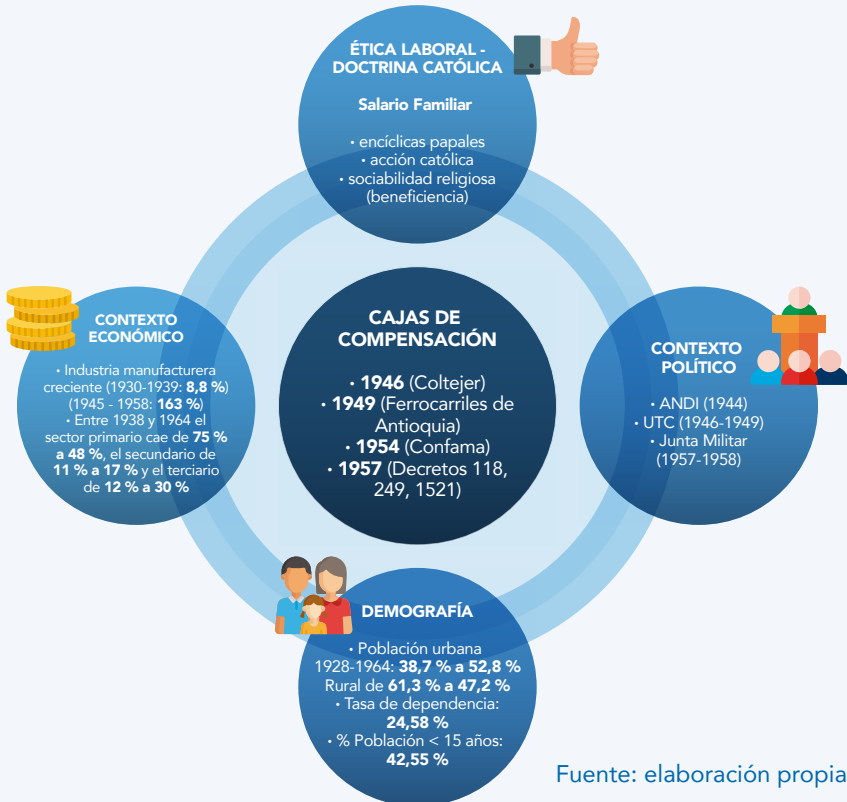 ÉTICA LABORAL -
DOCTRINA CATÓLICA
Salario Familiar
• encíclicas papales
• acción católica
• sociabilidad religiosa
(beneficiencia)
CONTEXTO
ECONÓMICO
• Industria manufacturera
creciente (1930-1939: 8,8 %)
(1945 - 1958: 163 %)
• Entre 1938 y 1964 el
sector primario cae de 75 %
a 48 %, el secundario de
11 % a 17 % y el terciario
de 12 % a 30 %
CAJAS DE
COMPENSACIÓN
• 1946 (Coltejer)
• 1949 (Ferrocarriles de
Antioquia)
• 1954 (Confama)
• 1957 (Decretos 118,
249, 1521)
CONTEXTO
POLÍTICO
• ANDI (1944)
• UTC (1946-1949)
• Junta Militar
(1957-1958)
DEMOGRAFÍA
• Población urbana
1928-1964: 38,7 % a 52,8 %
Rural de 61,3 % a 47,2 %
• Tasa de dependencia:
24,58 %
• % Población < 15 años:
42,55 %
Fuente: elaboración propia